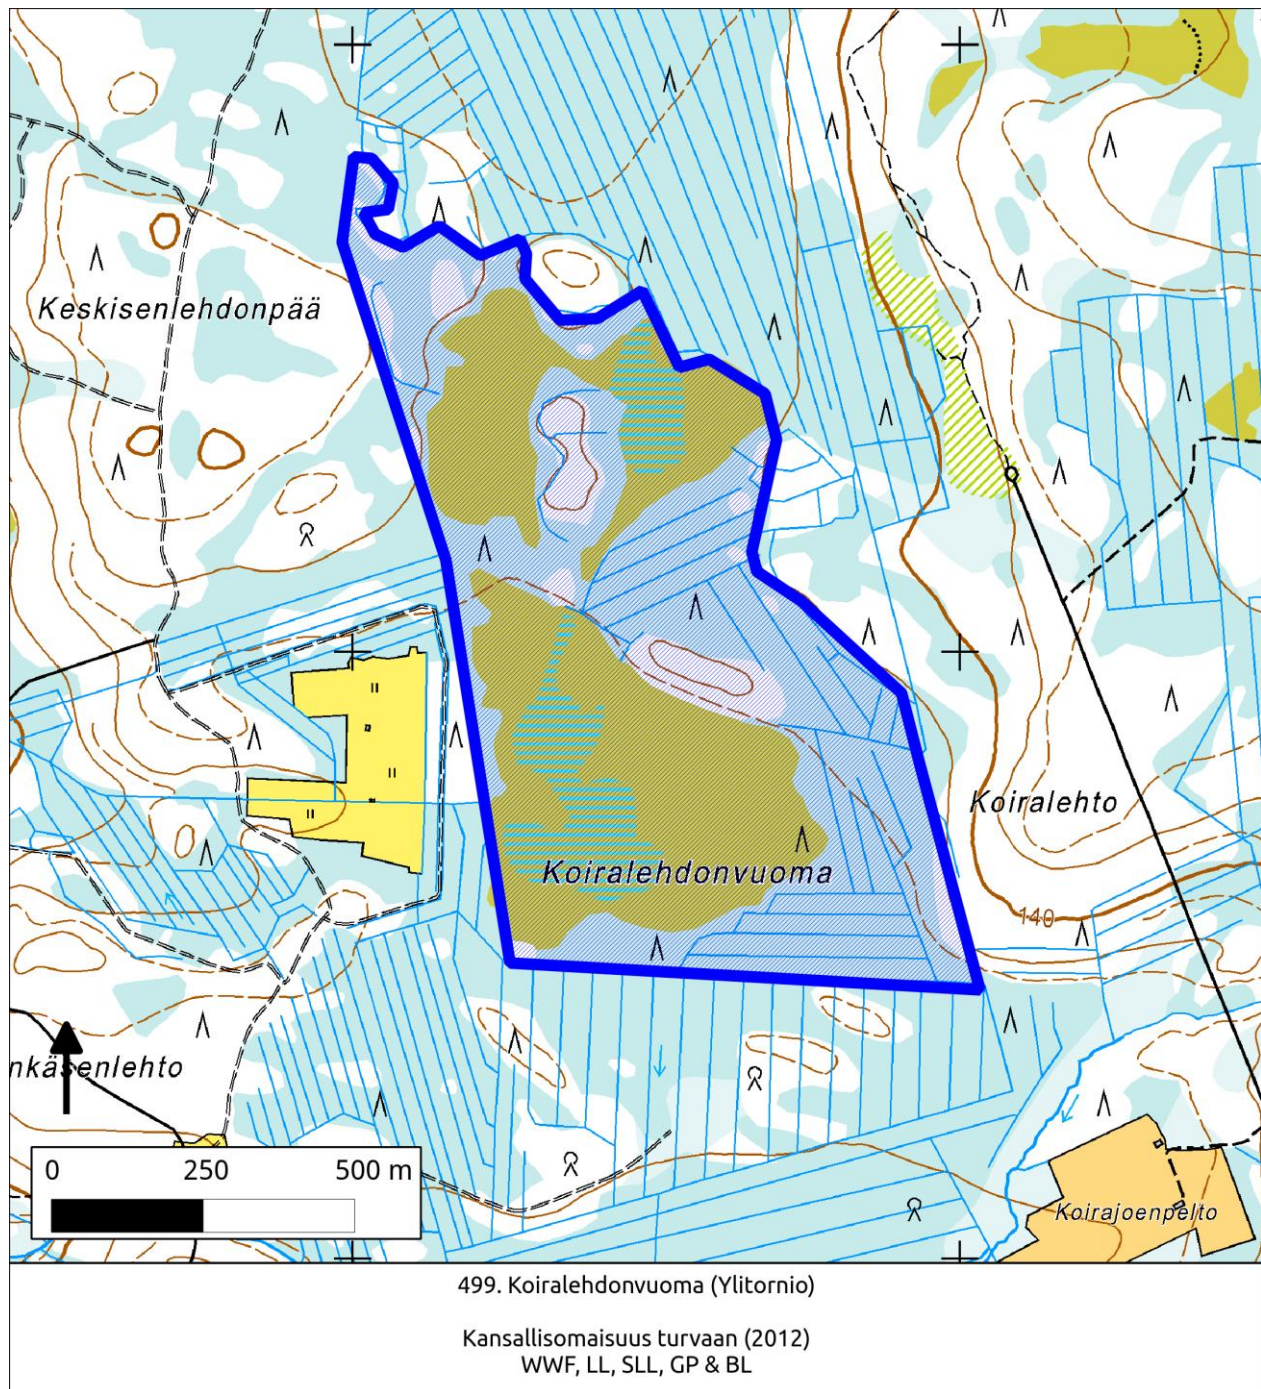 Keskisenlehdonpää
Koiralehto
Koiralehdonvuoma
140
nkäsenlehto
0 250 500 m
Koirajoenpelto
499. Koiralehdonvuoma (Ylitornio)
Kansallisomaisuus turvaan (2012)
WWF, LL, SLL, GP & BL